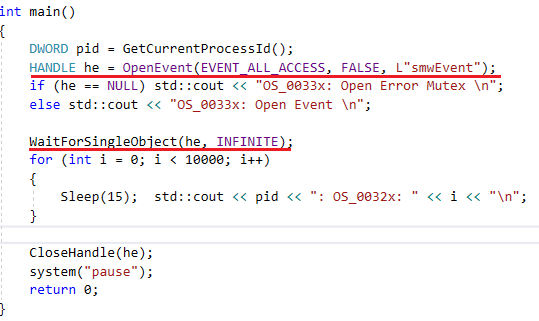 int main()
{
DWORD pid = GetCurrentProcessId();
HANDLE he = OpenEvent(EVENT_ALL_ACCESS, FALSE, L"smwEvent");
if (he == NULL) std::cout << "OS_0033x: Open Error Mutex \n";
else std::cout << "OS_0033x: Open Event \n";
WaitForSingleObject(he, INFINITE);
for (int i = 0; i < 10000; i++)
{
Sleep(15);  std::cout << pid << ": OS_0032x: " << i << "\n";
}
CloseHandle(he);
system("pause");
return 0;
}